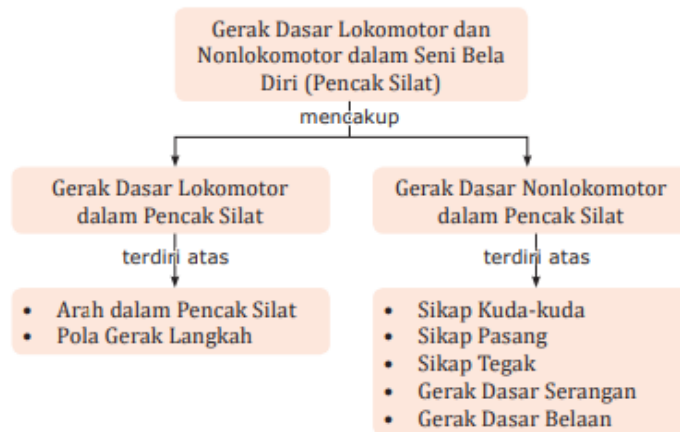 Gerak Dasar Lokomotor dan
Nonlokomotor dalam Seni Bela
Diri (Pencak Silat)
mencakup
Gerak Dasar Lokomotor
dalam Pencak Silat
terdiri atas
• Arah dalam Pencak Silat
• Pola Gerak Langkah
Gerak Dasar Nonlokomotor
dalam Pencak Silat
terdiri atas
• Sikap Kuda-kuda
• Sikap Pasang
• Sikap Tegak
• Gerak Dasar Serangan
• Gerak Dasar Belaan